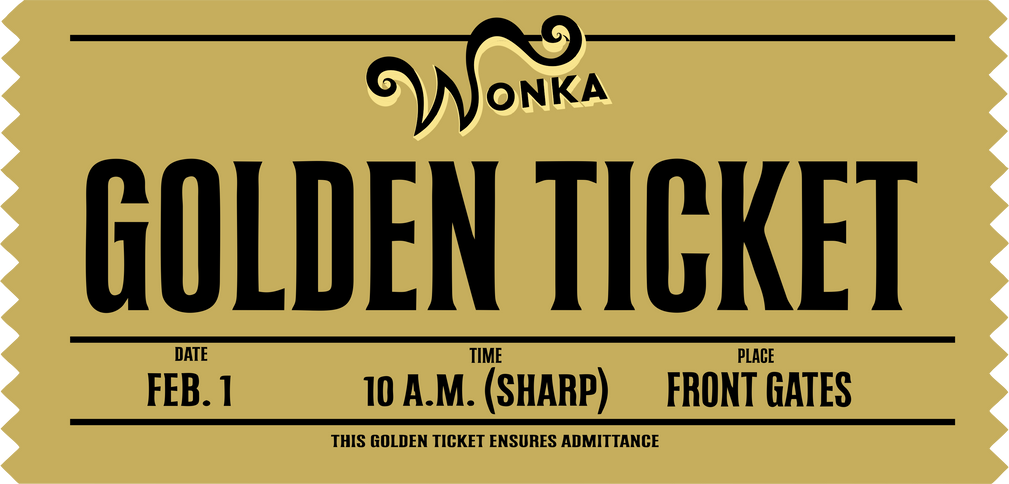 WONKA
GOLDEN TICKET
DATE TIME PLACE
FEB. 1 10 A.M. (SHARP) FRONT GATES
THIS GOLDEN TICKET ENSURES ADMITTANCE